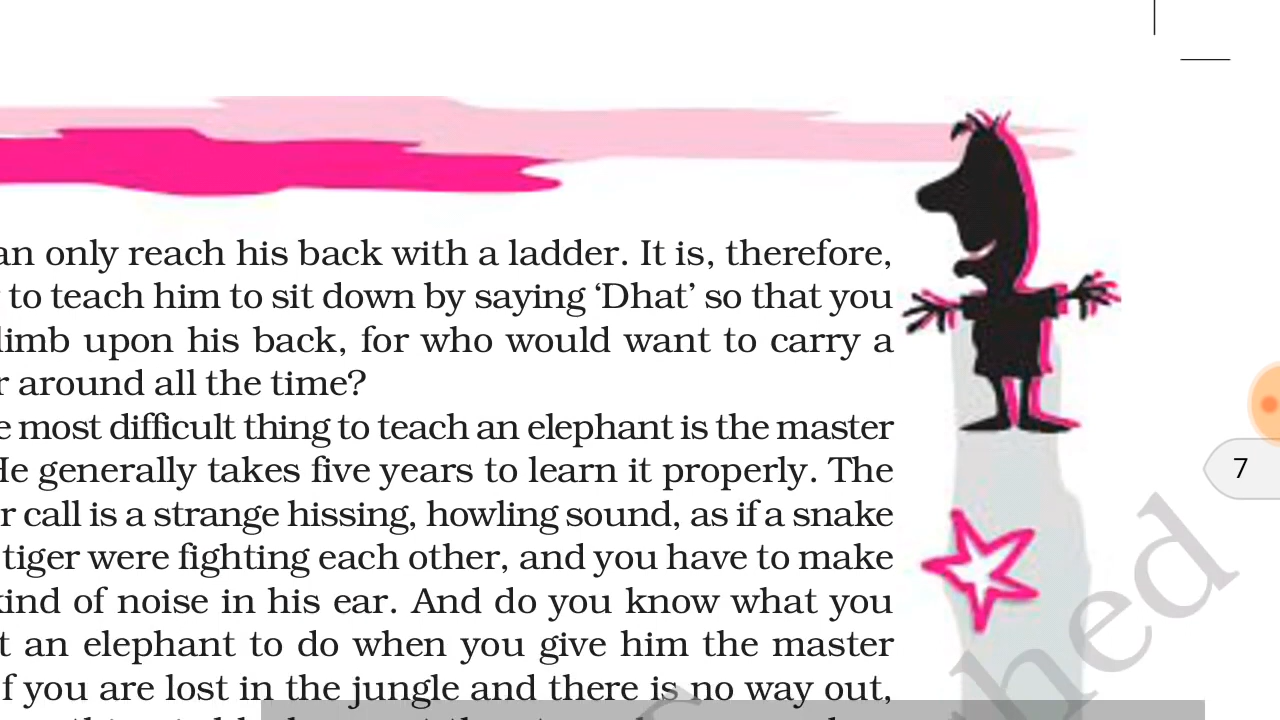 an only reach his back with a ladder. It is, therefore,
to teach him to sit down by saying ‘Dhat’ so that you
limb upon his back, for who would want to carry a
r around all the time?
e most difficult thing to teach an elephant is the master
He generally takes five years to learn it properly. The
r call is a strange hissing, howling sound, as if a snake
tiger were fighting each other, and you have to make
kind of noise in his ear. And do you know what you
t an elephant to do when you give him the master
f you are lost in the jungle and there is no way out,
7
hed